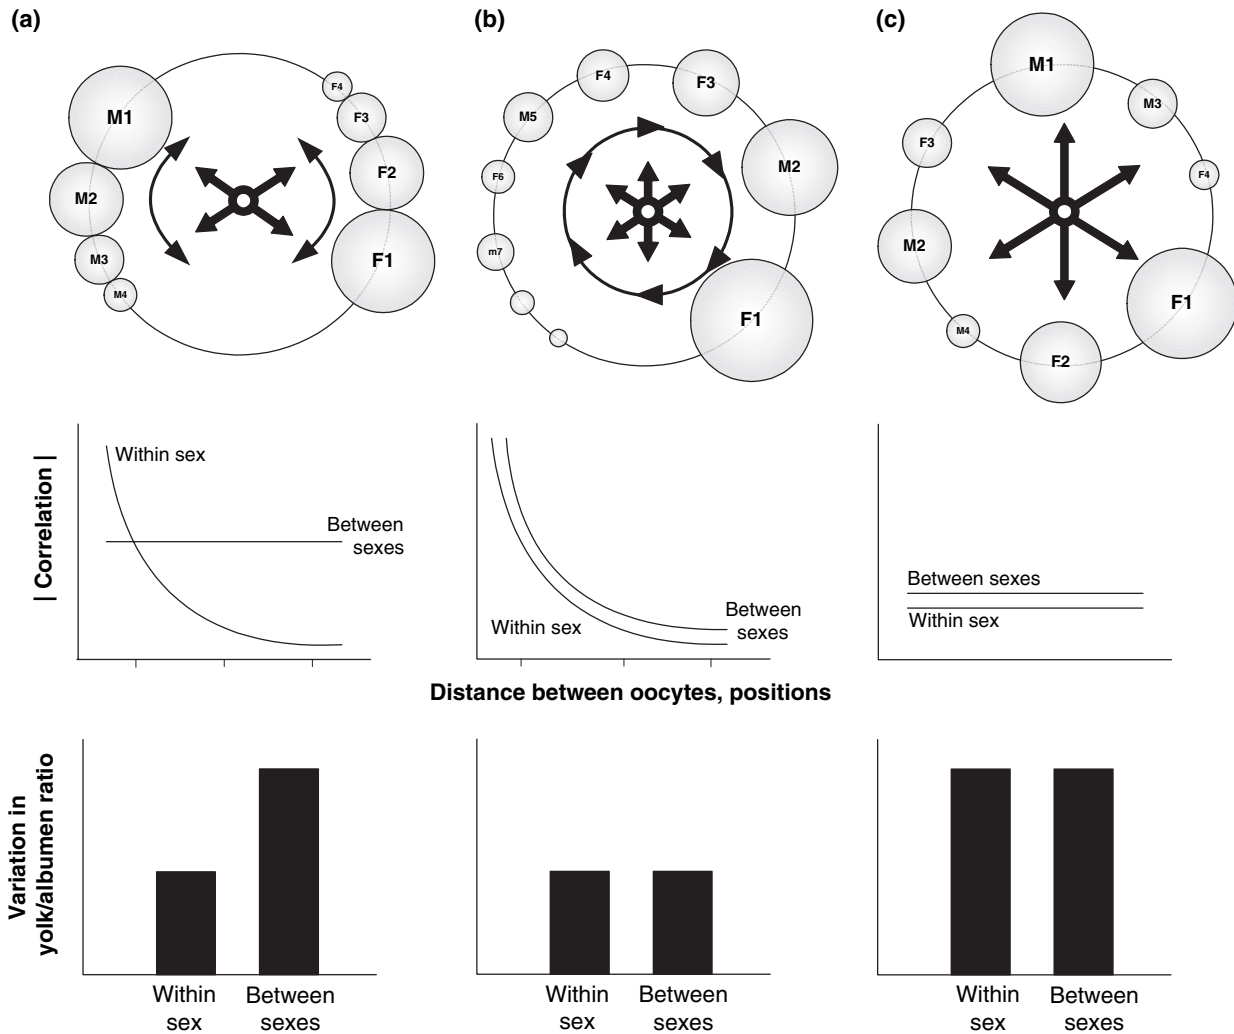 (a)
(b)
(c)
M1
M2
M3
M4
F4
F3
F2
F1
F4
F3
M5
M2
F6
m7
F1
M1
M3
F3
F4
M2
F1
M4
F2
| Correlation |
Within sex
Between
sexes
Within sex
Between
sexes
Between sexes
Within sex
Distance between oocytes, positions
Variation in
yolk/albumen ratio
Within
sex
Between
sexes
Within
sex
Between
sexes
Within
sex
Between
sexes